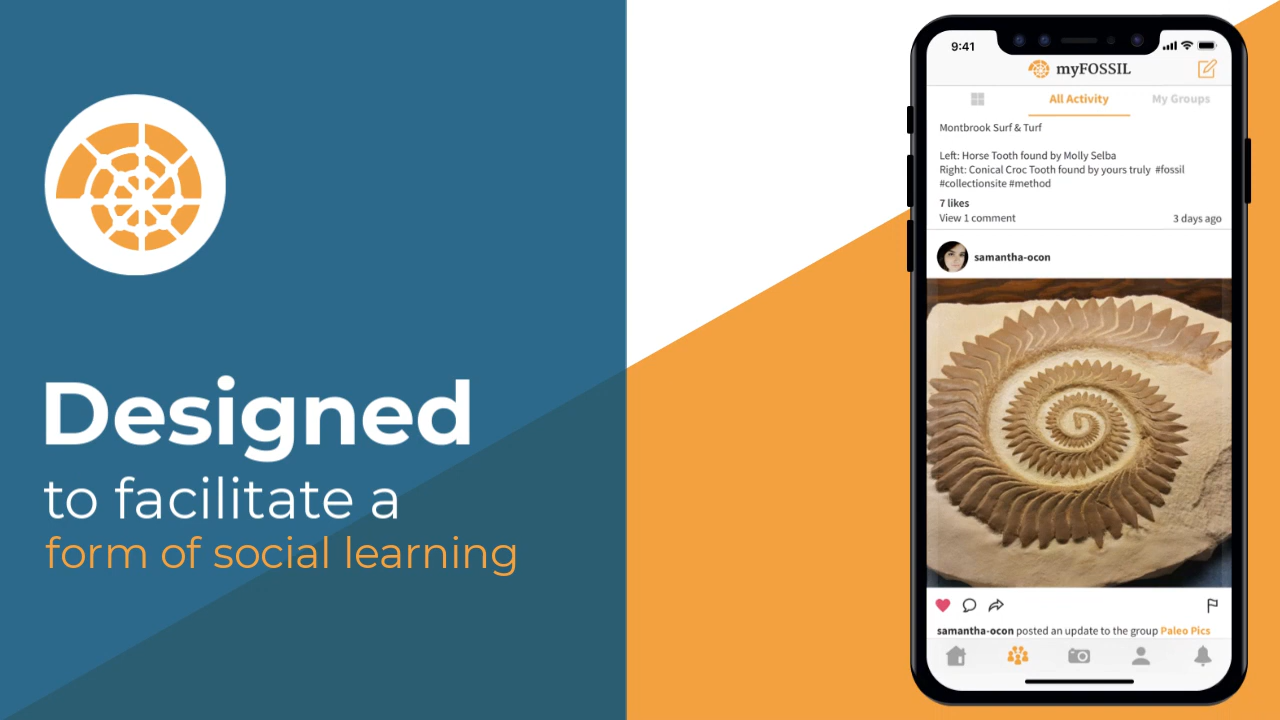 Designed
to facilitate a
form of social learning
9:41
myFOSSIL
All Activity
My Groups
Montbrook Surf & Turf
Left: Horse Tooth found by Molly Selba
Right: Conical Croc Tooth found by yours truly #fossil
#collectionsite #method
7 likes
View 1 comment
3 days ago
samantha-ocon
samantha-ocon posted an update to the group Paleo Pics